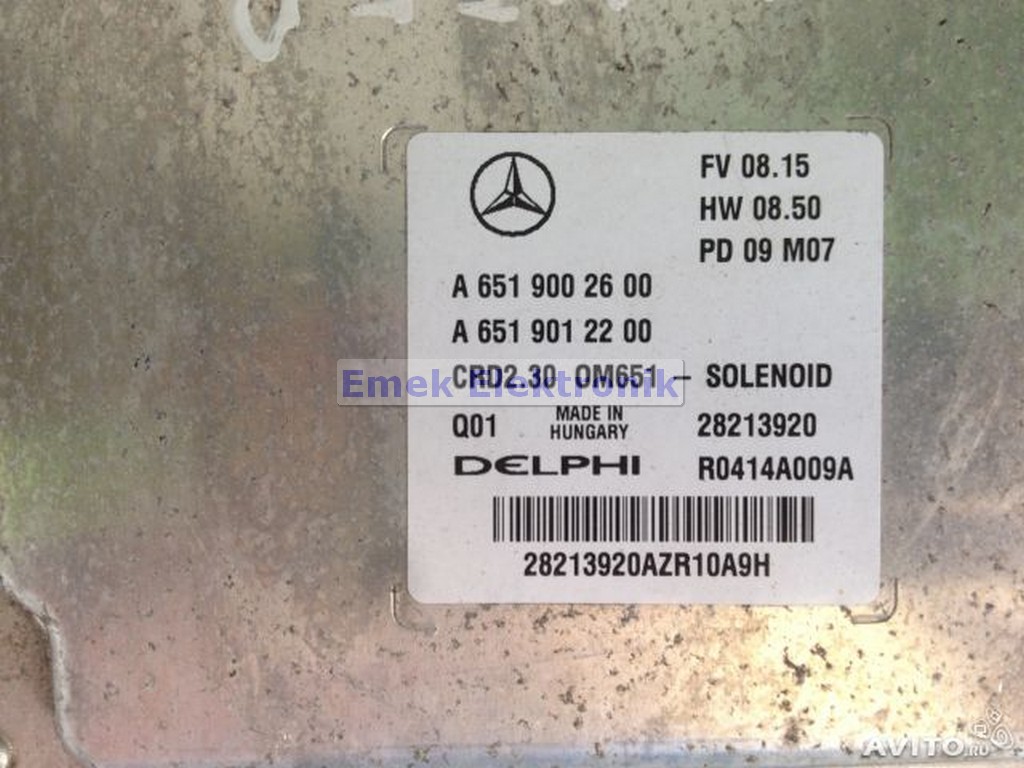 FV 08.15
HW 08.50
PD 09 M07
A 651 900 26 00
A 651 901 22 00
CRD2.30 OM651 - SOLENOID
Emek Elektronik
Q01 MADE IN HUNGARY 28213920
DELPHI R0414A009A
28213920AZR10A9H
AVITO.ru